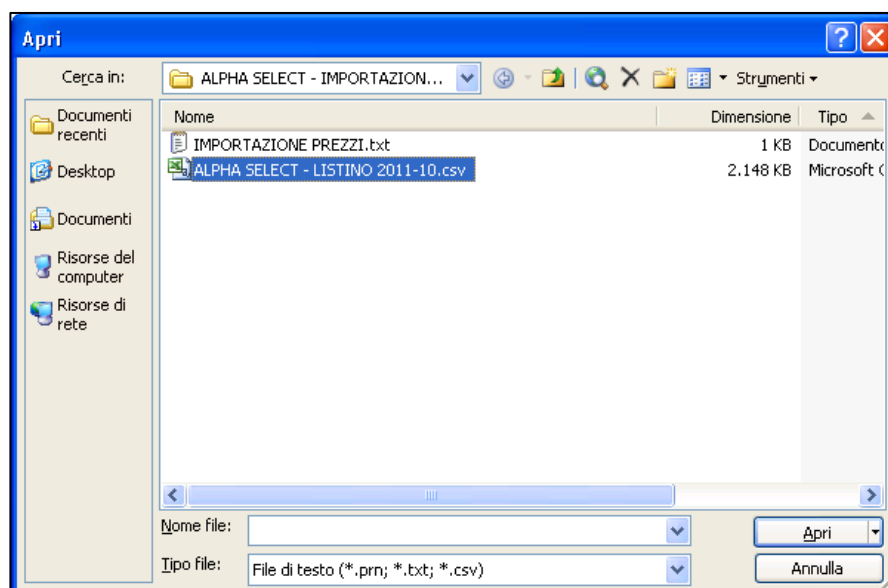 Apri
Cerca in:
ALPHA SELECT - IMPORTAZION...
Strumenti
Documenti recenti
Desktop
Documenti
Risorse del computer
Risorse di rete
Nome Dimensione Tipo
IMPORTAZIONE PREZZI.txt 1 KB Documento
ALPHA SELECT - LISTINO 2011-10.csv 2.148 KB Microsoft
Nome file:
Apri
Tipo file: File di testo (*.prn; *.txt; *.csv)
Annulla